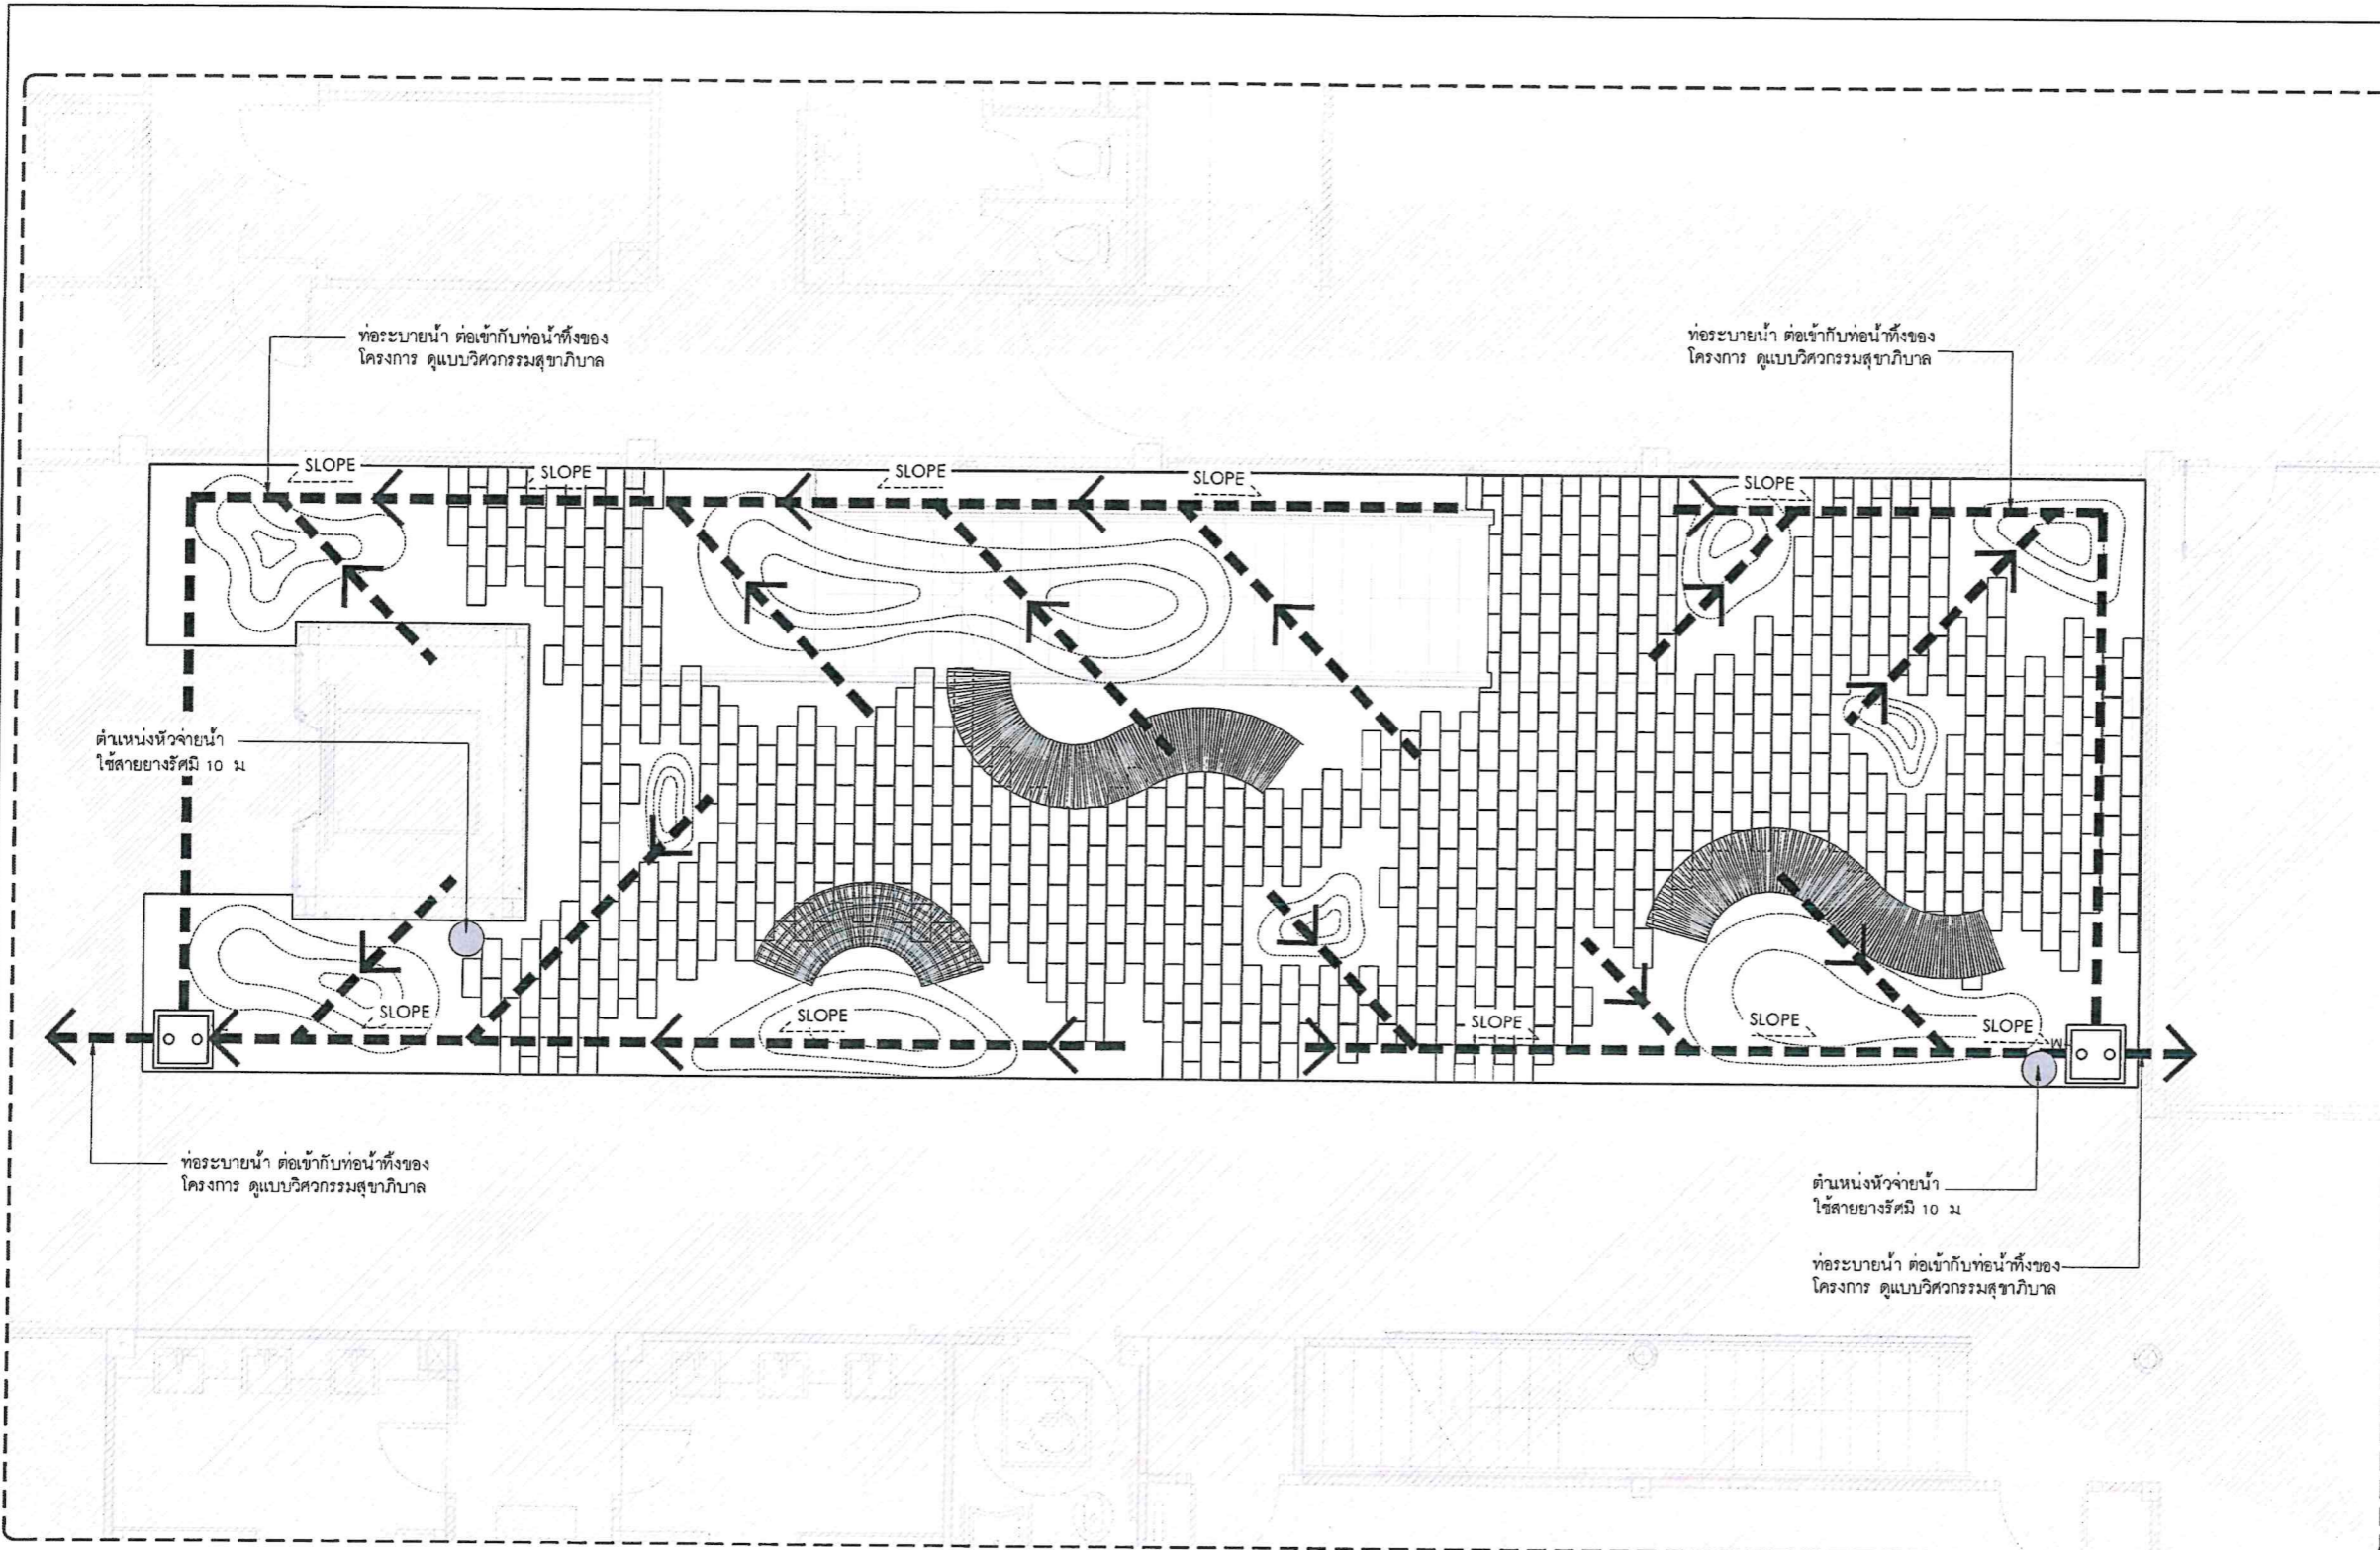 ท่อระบายน้ำ ต่อเข้ากับท่อน้ำทิ้งของ
โครงการ ดูแบบวิศวกรรมสุขาภิบาล
ท่อระบายน้ำ ต่อเข้ากับท่อน้ำทิ้งของ
โครงการ ดูแบบวิศวกรรมสุขาภิบาล
SLOPE
SLOPE
SLOPE
SLOPE
SLOPE
ตำแหน่งหัวจ่ายน้ำ
ใช้สายยางรัศมี 10 ม
SLOPE
SLOPE
SLOPE
SLOPE
SLOPE
M
ท่อระบายน้ำ ต่อเข้ากับท่อน้ำทิ้งของ
โครงการ ดูแบบวิศวกรรมสุขาภิบาล
ตำแหน่งหัวจ่ายน้ำ
ใช้สายยางรัศมี 10 ม
ท่อระบายน้ำ ต่อเข้ากับท่อน้ำทิ้งของ
โครงการ ดูแบบวิศวกรรมสุขาภิบาล